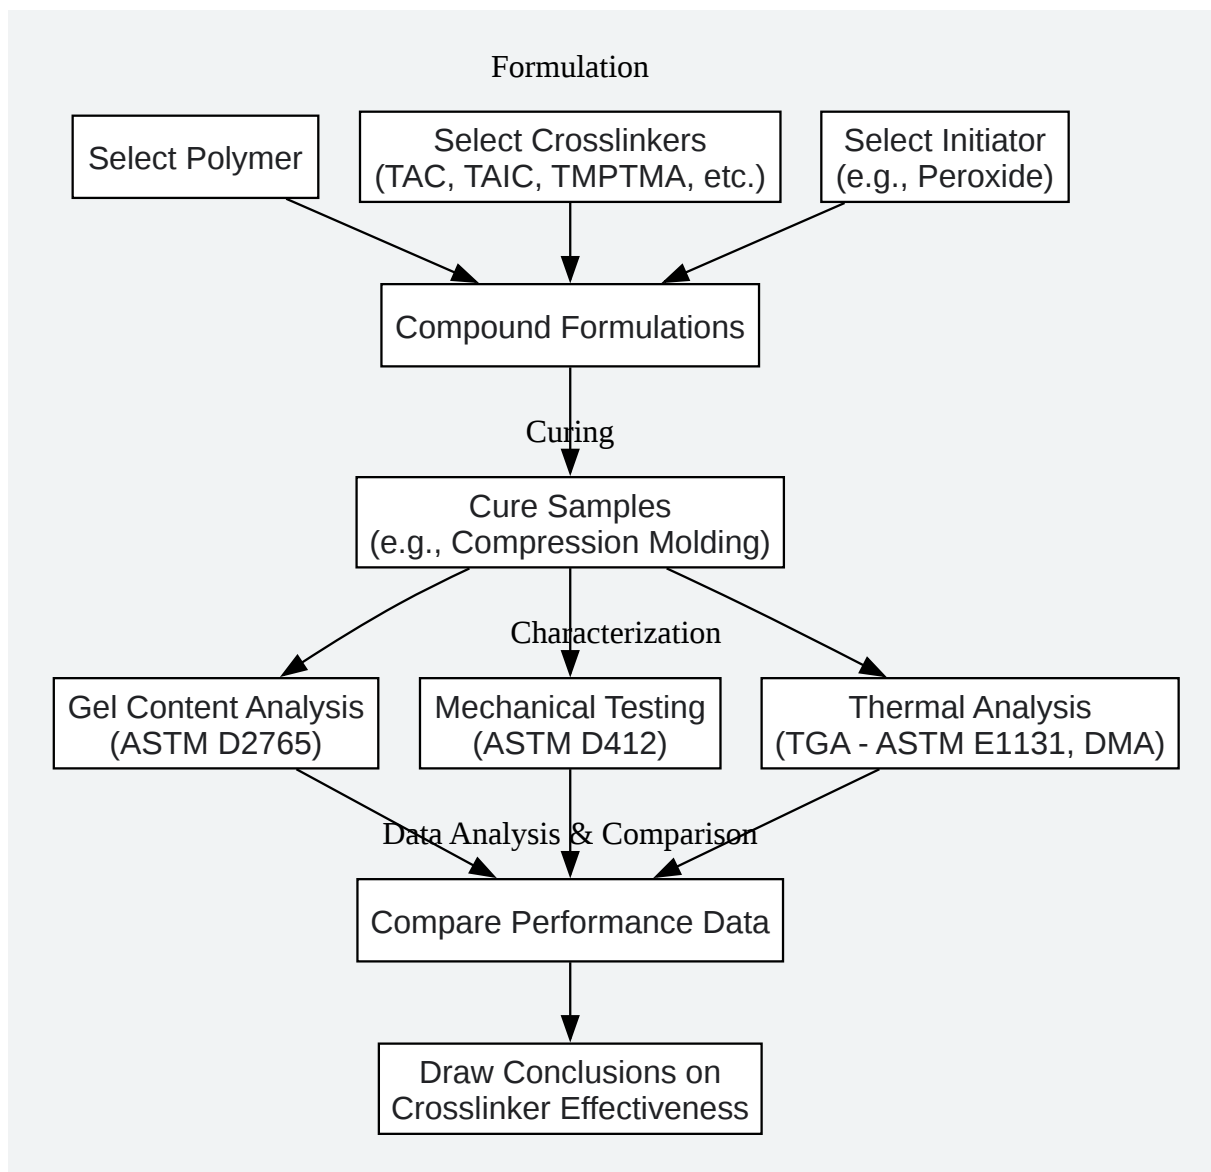 Formulation
Select Polymer
Select Crosslinkers
(TAC, TAIC, TMPTMA, etc.)
Select Initiator
(e.g., Peroxide)
Compound Formulations
Curing
Cure Samples
(e.g., Compression Molding)
Characterization
Gel Content Analysis
(ASTM D2765)
Mechanical Testing
(ASTM D412)
Thermal Analysis
(TGA - ASTM E1131, DMA)
Data Analysis & Comparison
Compare Performance Data
Draw Conclusions on
Crosslinker Effectiveness